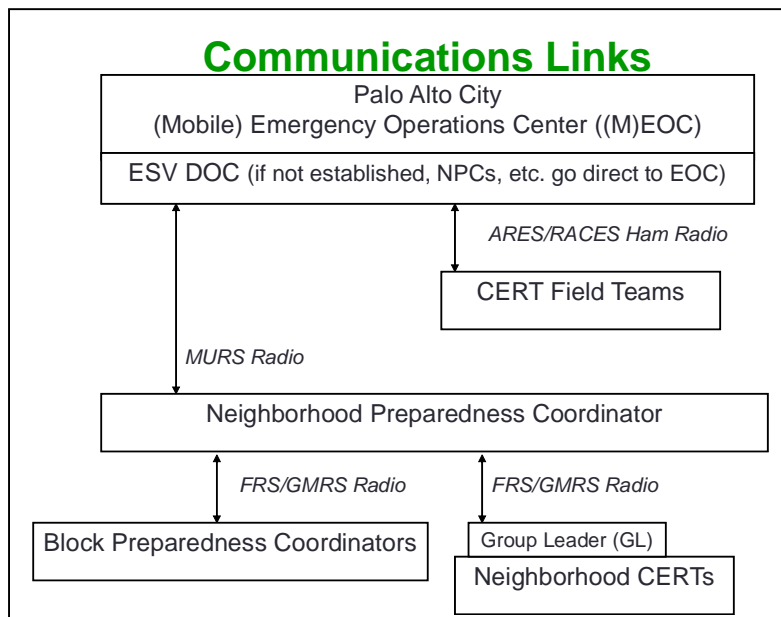 Communications Links
Palo Alto City
(Mobile) Emergency Operations Center ((M)EOC)
ESV DOC (if not established, NPCs, etc. go direct to EOC)
ARES/RACES Ham Radio
CERT Field Teams
MURS Radio
Neighborhood Preparedness Coordinator
FRS/GMRS Radio
FRS/GMRS Radio
Block Preparedness Coordinators
Group Leader (GL)
Neighborhood CERTs